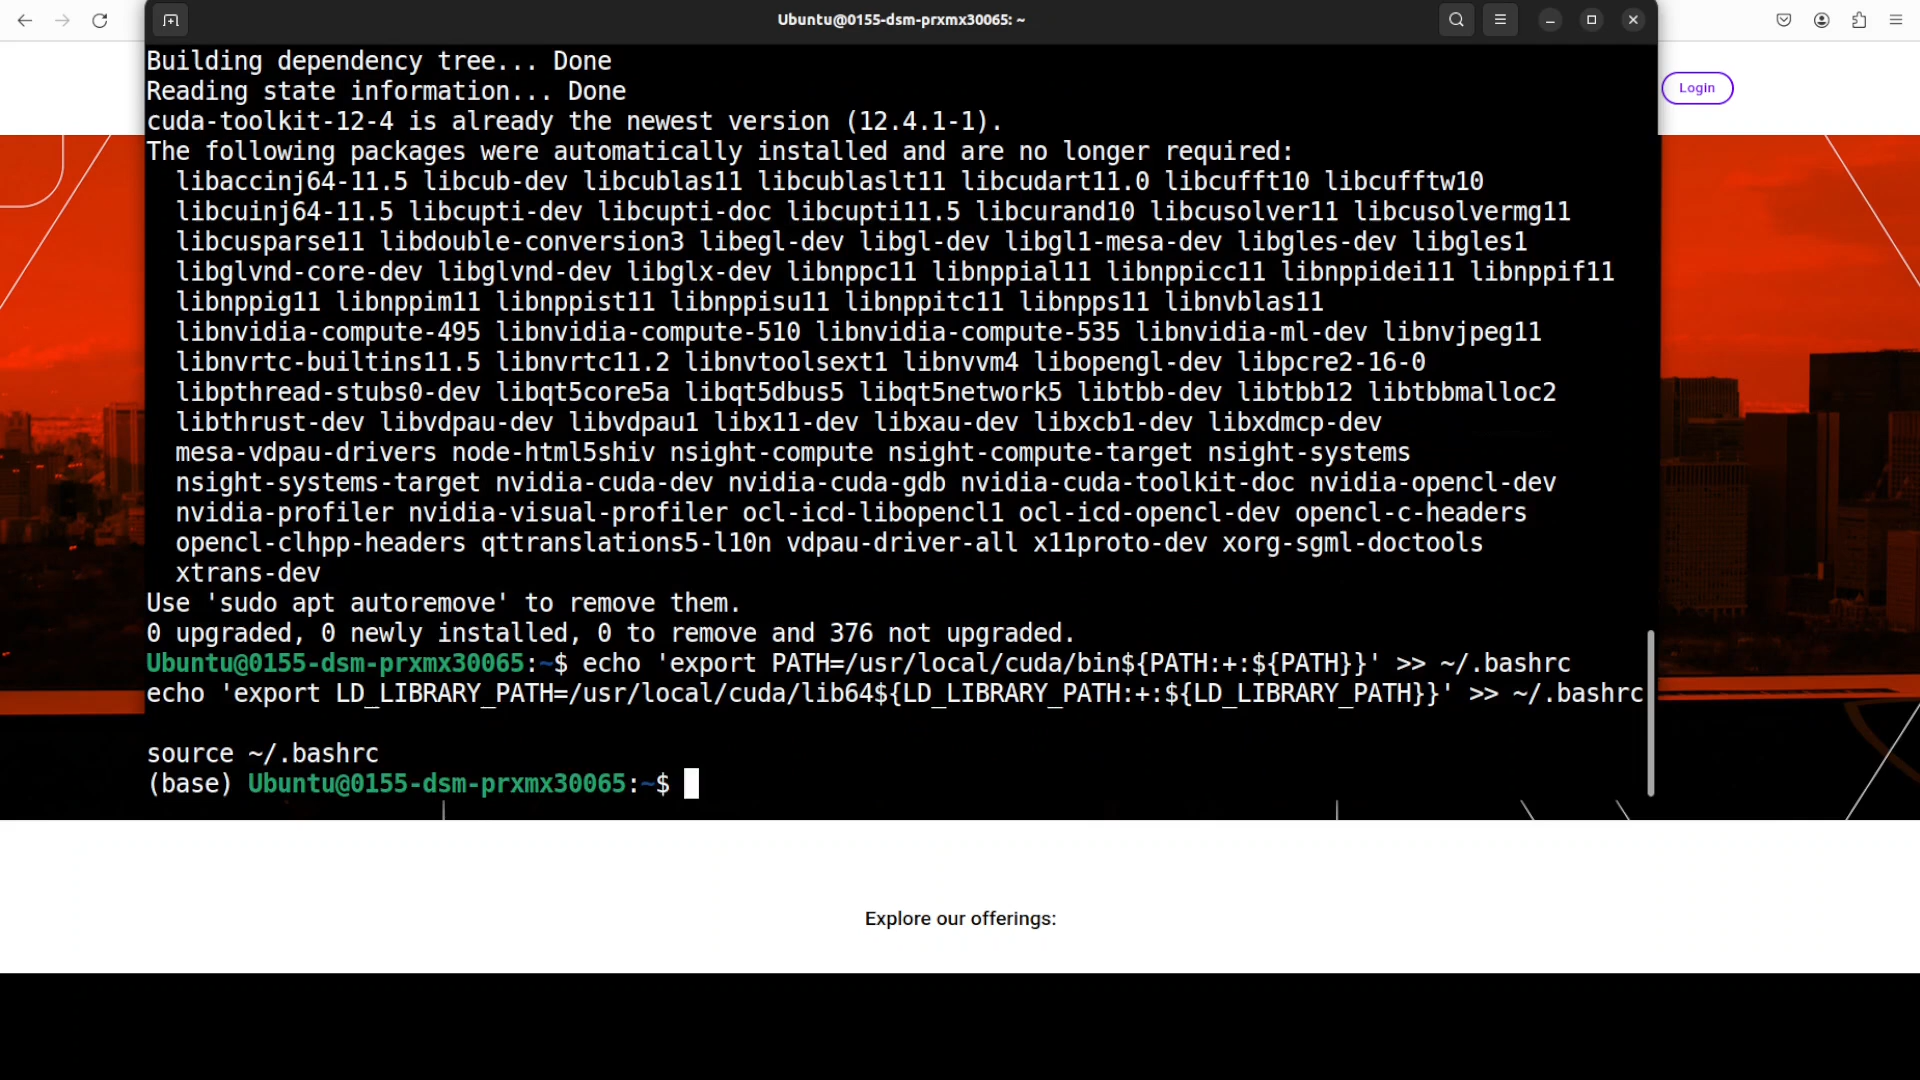 Ubuntu@0155-dsm-prxmx30065: ~
Login
Building dependency tree... Done
Reading state information... Done
cuda-toolkit-12-4 is already the newest version (12.4.1-1).
The following packages were automatically installed and are no longer required:
libaccinj64-11.5 libcub-dev libcublas11 libcublaslt11 libcudart11.0 libcufft10 libcufftw10
libcuinj64-11.5 libcupti-dev libcupti-doc libcupti11.5 libcurand10 libcusolver11 libcusolvermg11
libcusparse11 libdouble-conversion3 libegl-dev libgl-dev libgl1-mesa-dev libgles-dev libgles1
libglvnd-core-dev libglvnd-dev libglx-dev libnppc11 libnppial11 libnppicc11 libnppidei11 libnppif11
libnppig11 libnppim11 libnppist11 libnppisu11 libnppitc11 libnpps11 libnvblas11
libnvidia-compute-495 libnvidia-compute-510 libnvidia-compute-535 libnvidia-ml-dev libnvjpeg11
libnvrtc-builtins11.5 libnvrtc11.2 libnvtoolsext1 libnvvm4 libopengl-dev libpcre2-16-0
libpthread-stubs0-dev libqt5core5a libqt5dbus5 libqt5network5 libtbb-dev libtbb12 libtbbmalloc2
libthrust-dev libvdpau-dev libvdpau1 libx11-dev libxau-dev libxcb1-dev libxdmcp-dev
mesa-vdpau-drivers node-html5shiv nsight-compute nsight-compute-target nsight-systems
nsight-systems-target nvidia-cuda-dev nvidia-cuda-gdb nvidia-cuda-toolkit-doc nvidia-opencl-dev
nvidia-profiler nvidia-visual-profiler ocl-icd-libopencl1 ocl-icd-opencl-dev opencl-c-headers
opencl-clhpp-headers qttranslations5-l10n vdpau-driver-all x11proto-dev xorg-sgml-doctools
xtrans-dev
Use 'sudo apt autoremove' to remove them.
0 upgraded, 0 newly installed, 0 to remove and 376 not upgraded.
Ubuntu@0155-dsm-prxmx30065:~$ echo 'export PATH=/usr/local/cuda/bin${PATH:+:${PATH}}' >> ~/.bashrc
echo 'export LD_LIBRARY_PATH=/usr/local/cuda/lib64${LD_LIBRARY_PATH:+:${LD_LIBRARY_PATH}}' >> ~/.bashrc
source ~/.bashrc
(base) Ubuntu@0155-dsm-prxmx30065:~$
Explore our offerings: